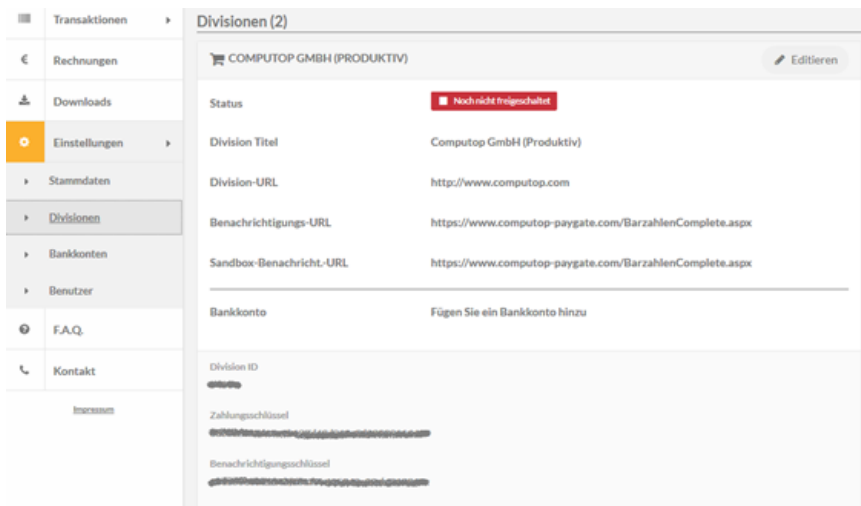 Transaktionen
Rechnungen
Downloads
Einstellungen
Stammdaten
Divisionen
Bankkonten
Benutzer
F.A.Q.
Kontakt
Impressum
Divisionen (2)
COMPUTOP GMBH (PRODUKTIV)
Editieren
Status Noch nicht freigeschaltet
Division Titel Computop GmbH (Produktiv)
Division-URL http://www.computop.com
Benachrichtigungs-URL https://www.computop-paygate.com/BarzahlenComplete.aspx
Sandbox-Benachricht.-URL https://www.computop-paygate.com/BarzahlenComplete.aspx
Bankkonto Fügen Sie ein Bankkonto hinzu
Division ID
Zahlungsschlüssel
Benachrichtigungsschlüssel